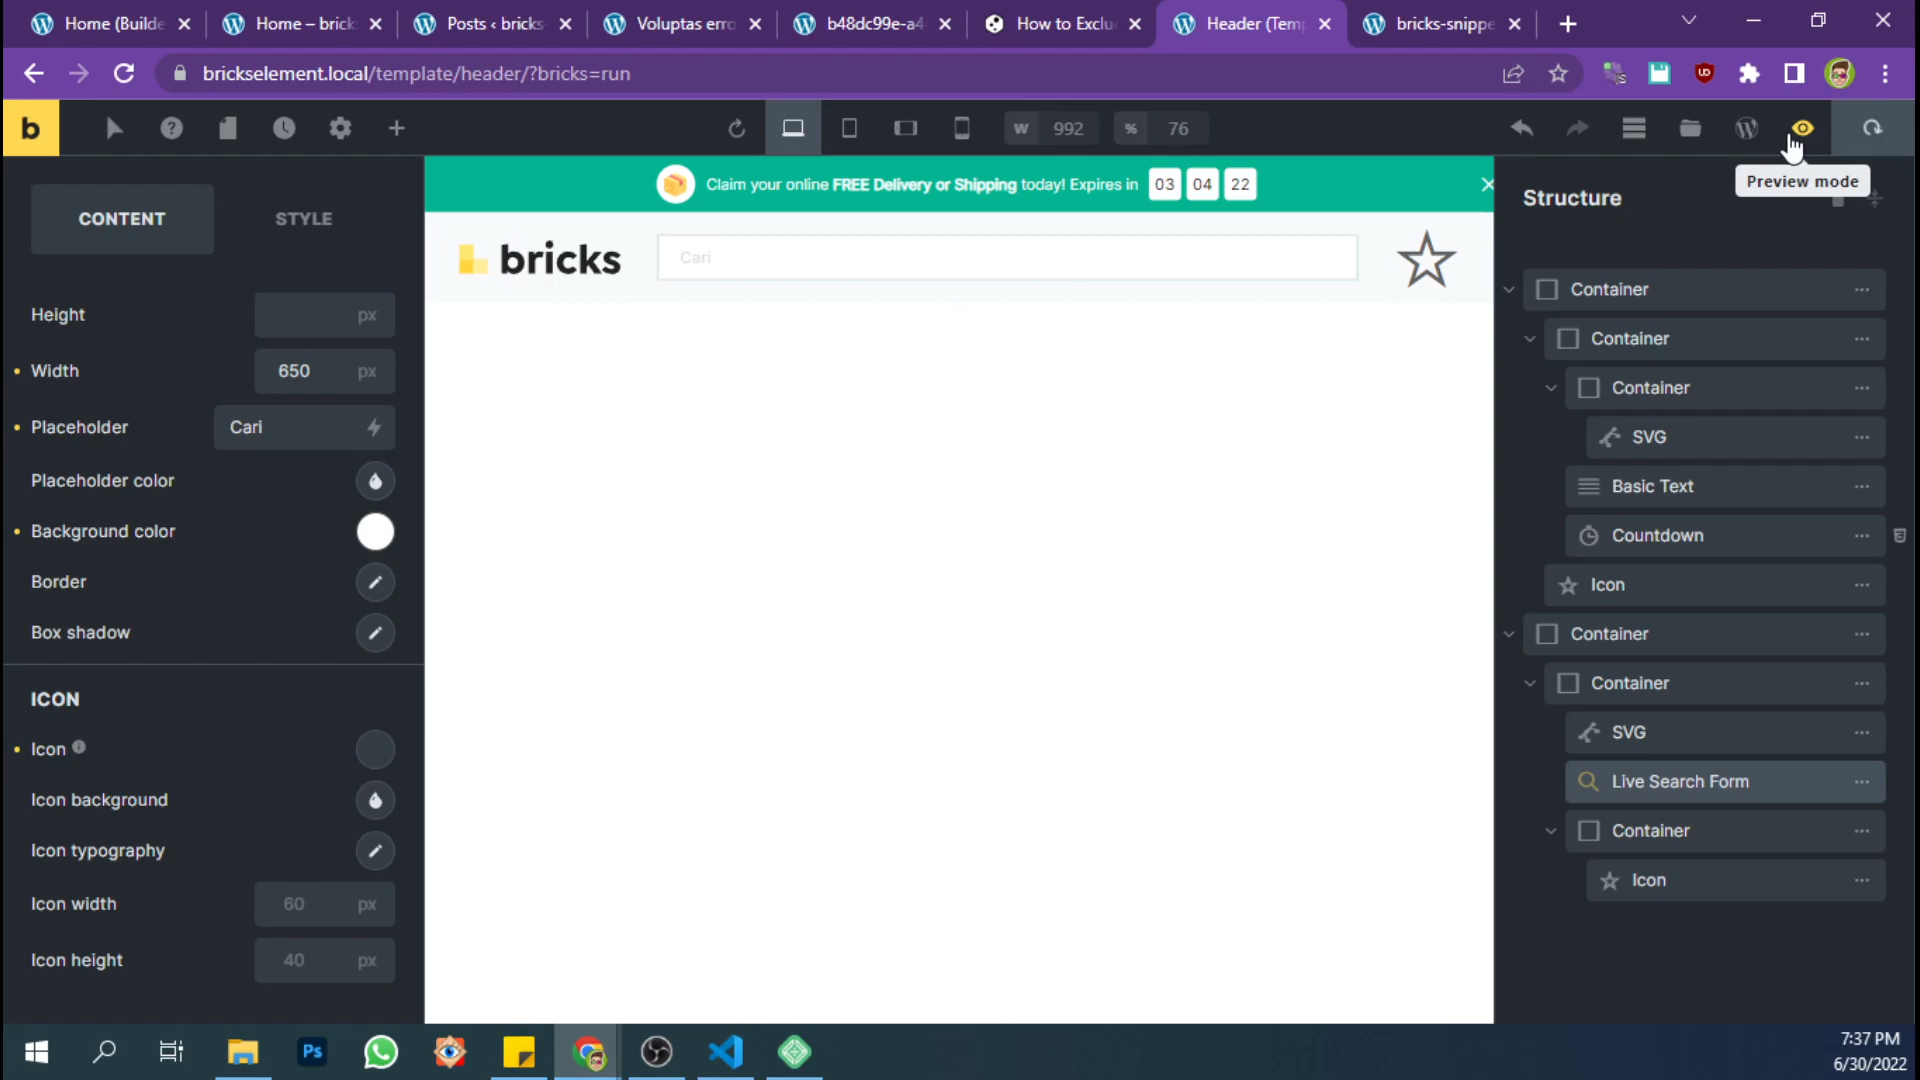 Home (Builde
Home – brick
Posts ‹ bricks
Voluptas erro
b48dc99e-a4
How to Exclu
Header (Temp
bricks-snippe
brickselement.local/template/header/?bricks=run
b
W 992
% 76
Preview mode
CONTENT
STYLE
Height px
Width 650 px
Placeholder Cari
Placeholder color
Background color
Border
Box shadow
ICON
Icon
Icon background
Icon typography
Icon width 60 px
Icon height 40 px
Claim your online FREE Delivery or Shipping today! Expires in 03 04 22
bricks
Cari
Structure
Container
Container
Container
SVG
Basic Text
Countdown
Icon
Container
Container
SVG
Live Search Form
Container
Icon
Ps
7:37 PM
6/30/2022